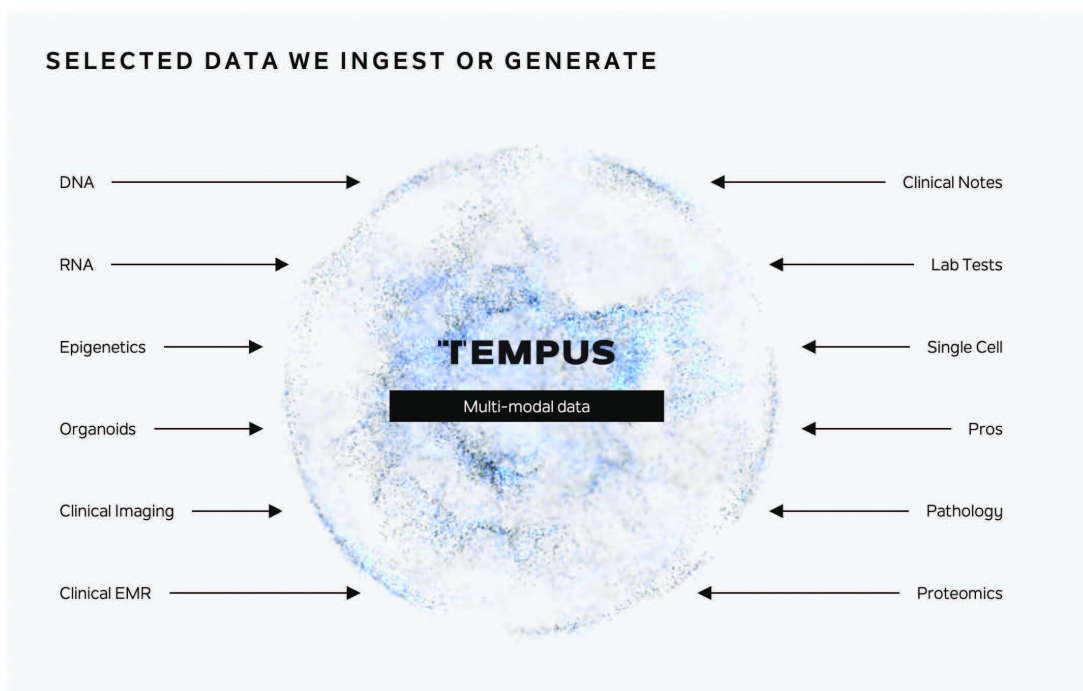 SELECTED DATA WE INGEST OR GENERATE
DNA
Clinical Notes
RNA
Lab Tests
Epigenetics
Single Cell
TEMPUS
Multi-modal data
Organoids
Pros
Clinical Imaging
Pathology
Clinical EMR
Proteomics